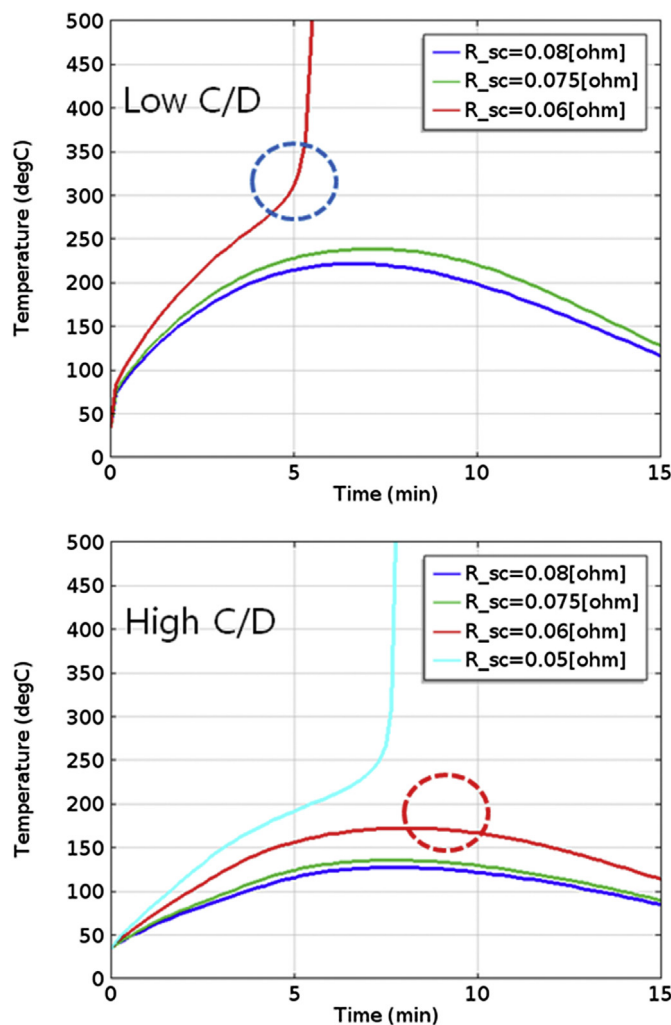 500
450
400
350
300
250
200
150
100
50
0
Temperature (degC)
Low C/D
R_sc=0.08[ohm]
R_sc=0.075[ohm]
R_sc=0.06[ohm]
0 5 10 15
Time (min)
500
450
400
350
300
250
200
150
100
50
0
Temperature (degC)
High C/D
R_sc=0.08[ohm]
R_sc=0.075[ohm]
R_sc=0.06[ohm]
R_sc=0.05[ohm]
0 5 10 15
Time (min)